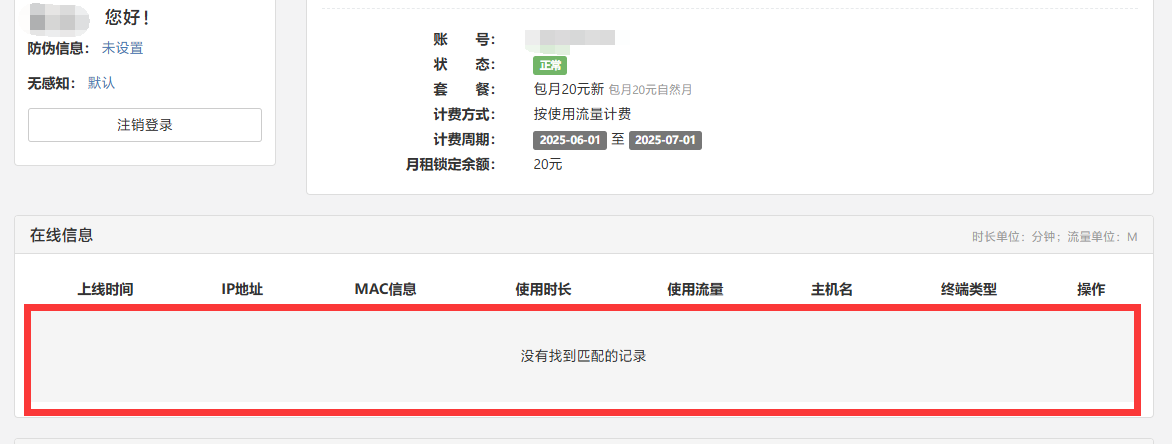 您好！
防伪信息： 未设置
无感知： 默认
注销登录
账 号：
状 态： 正常
套 餐： 包月20元新 包月20元自然月
计费方式： 按使用流量计费
计费周期： 2025-06-01 至 2025-07-01
月租锁定余额： 20元
在线信息 时长单位：分钟；流量单位：M
上线时间 IP地址 MAC信息 使用时长 使用流量 主机名 终端类型 操作
没有找到匹配的记录